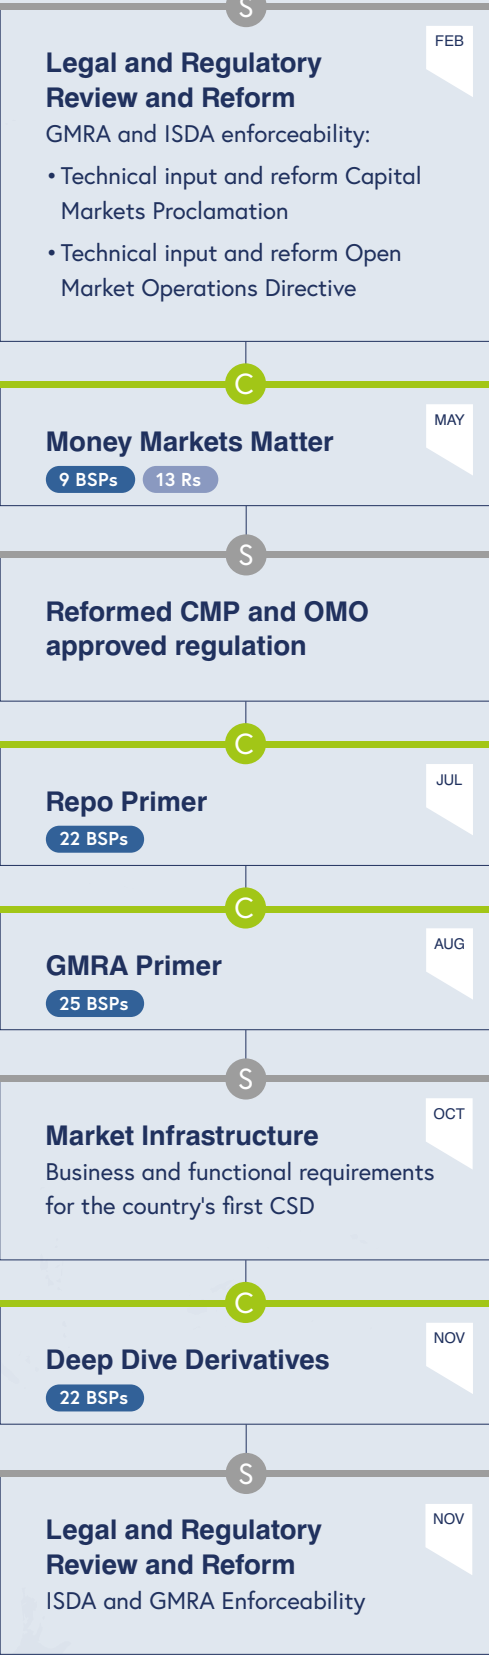 S
FEB
Legal and Regulatory
Review and Reform
GMRA and ISDA enforceability:
• Technical input and reform Capital
Markets Proclamation
• Technical input and reform Open
Market Operations Directive
C
MAY
Money Markets Matter
9 BSPs 13 Rs
S
Reformed CMP and OMO
approved regulation
C
JUL
Repo Primer
22 BSPs
C
AUG
GMRA Primer
25 BSPs
S
OCT
Market Infrastructure
Business and functional requirements
for the country's first CSD
C
NOV
Deep Dive Derivatives
22 BSPs
S
NOV
Legal and Regulatory
Review and Reform
ISDA and GMRA Enforceability